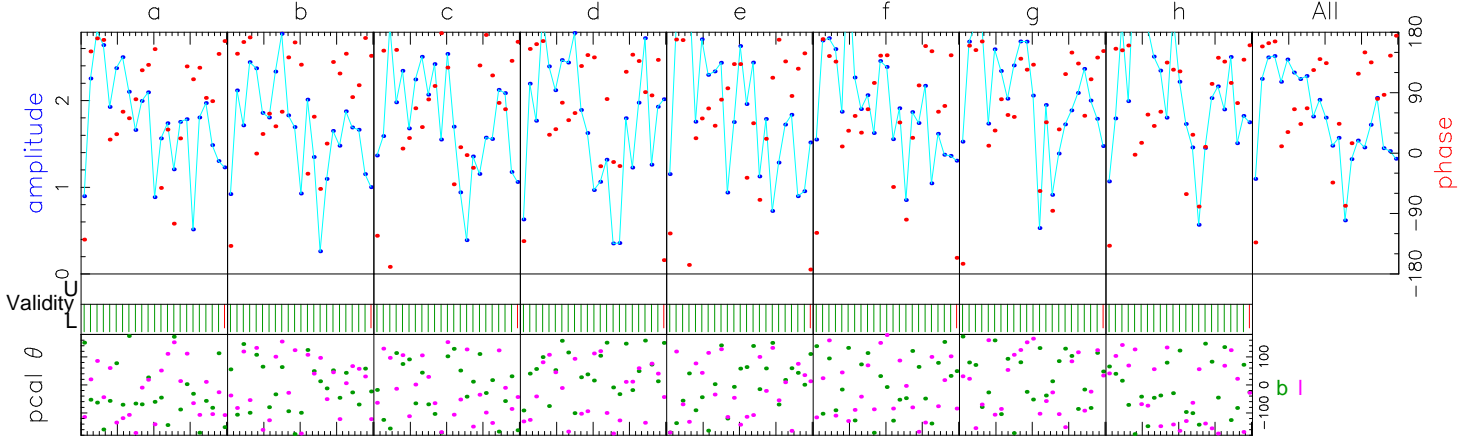 a b c d e f g h All
amplitude
2
1
0
180
90
0
-90
-180
phase
Validity
U
L
pcal θ
100
0
-100
b l